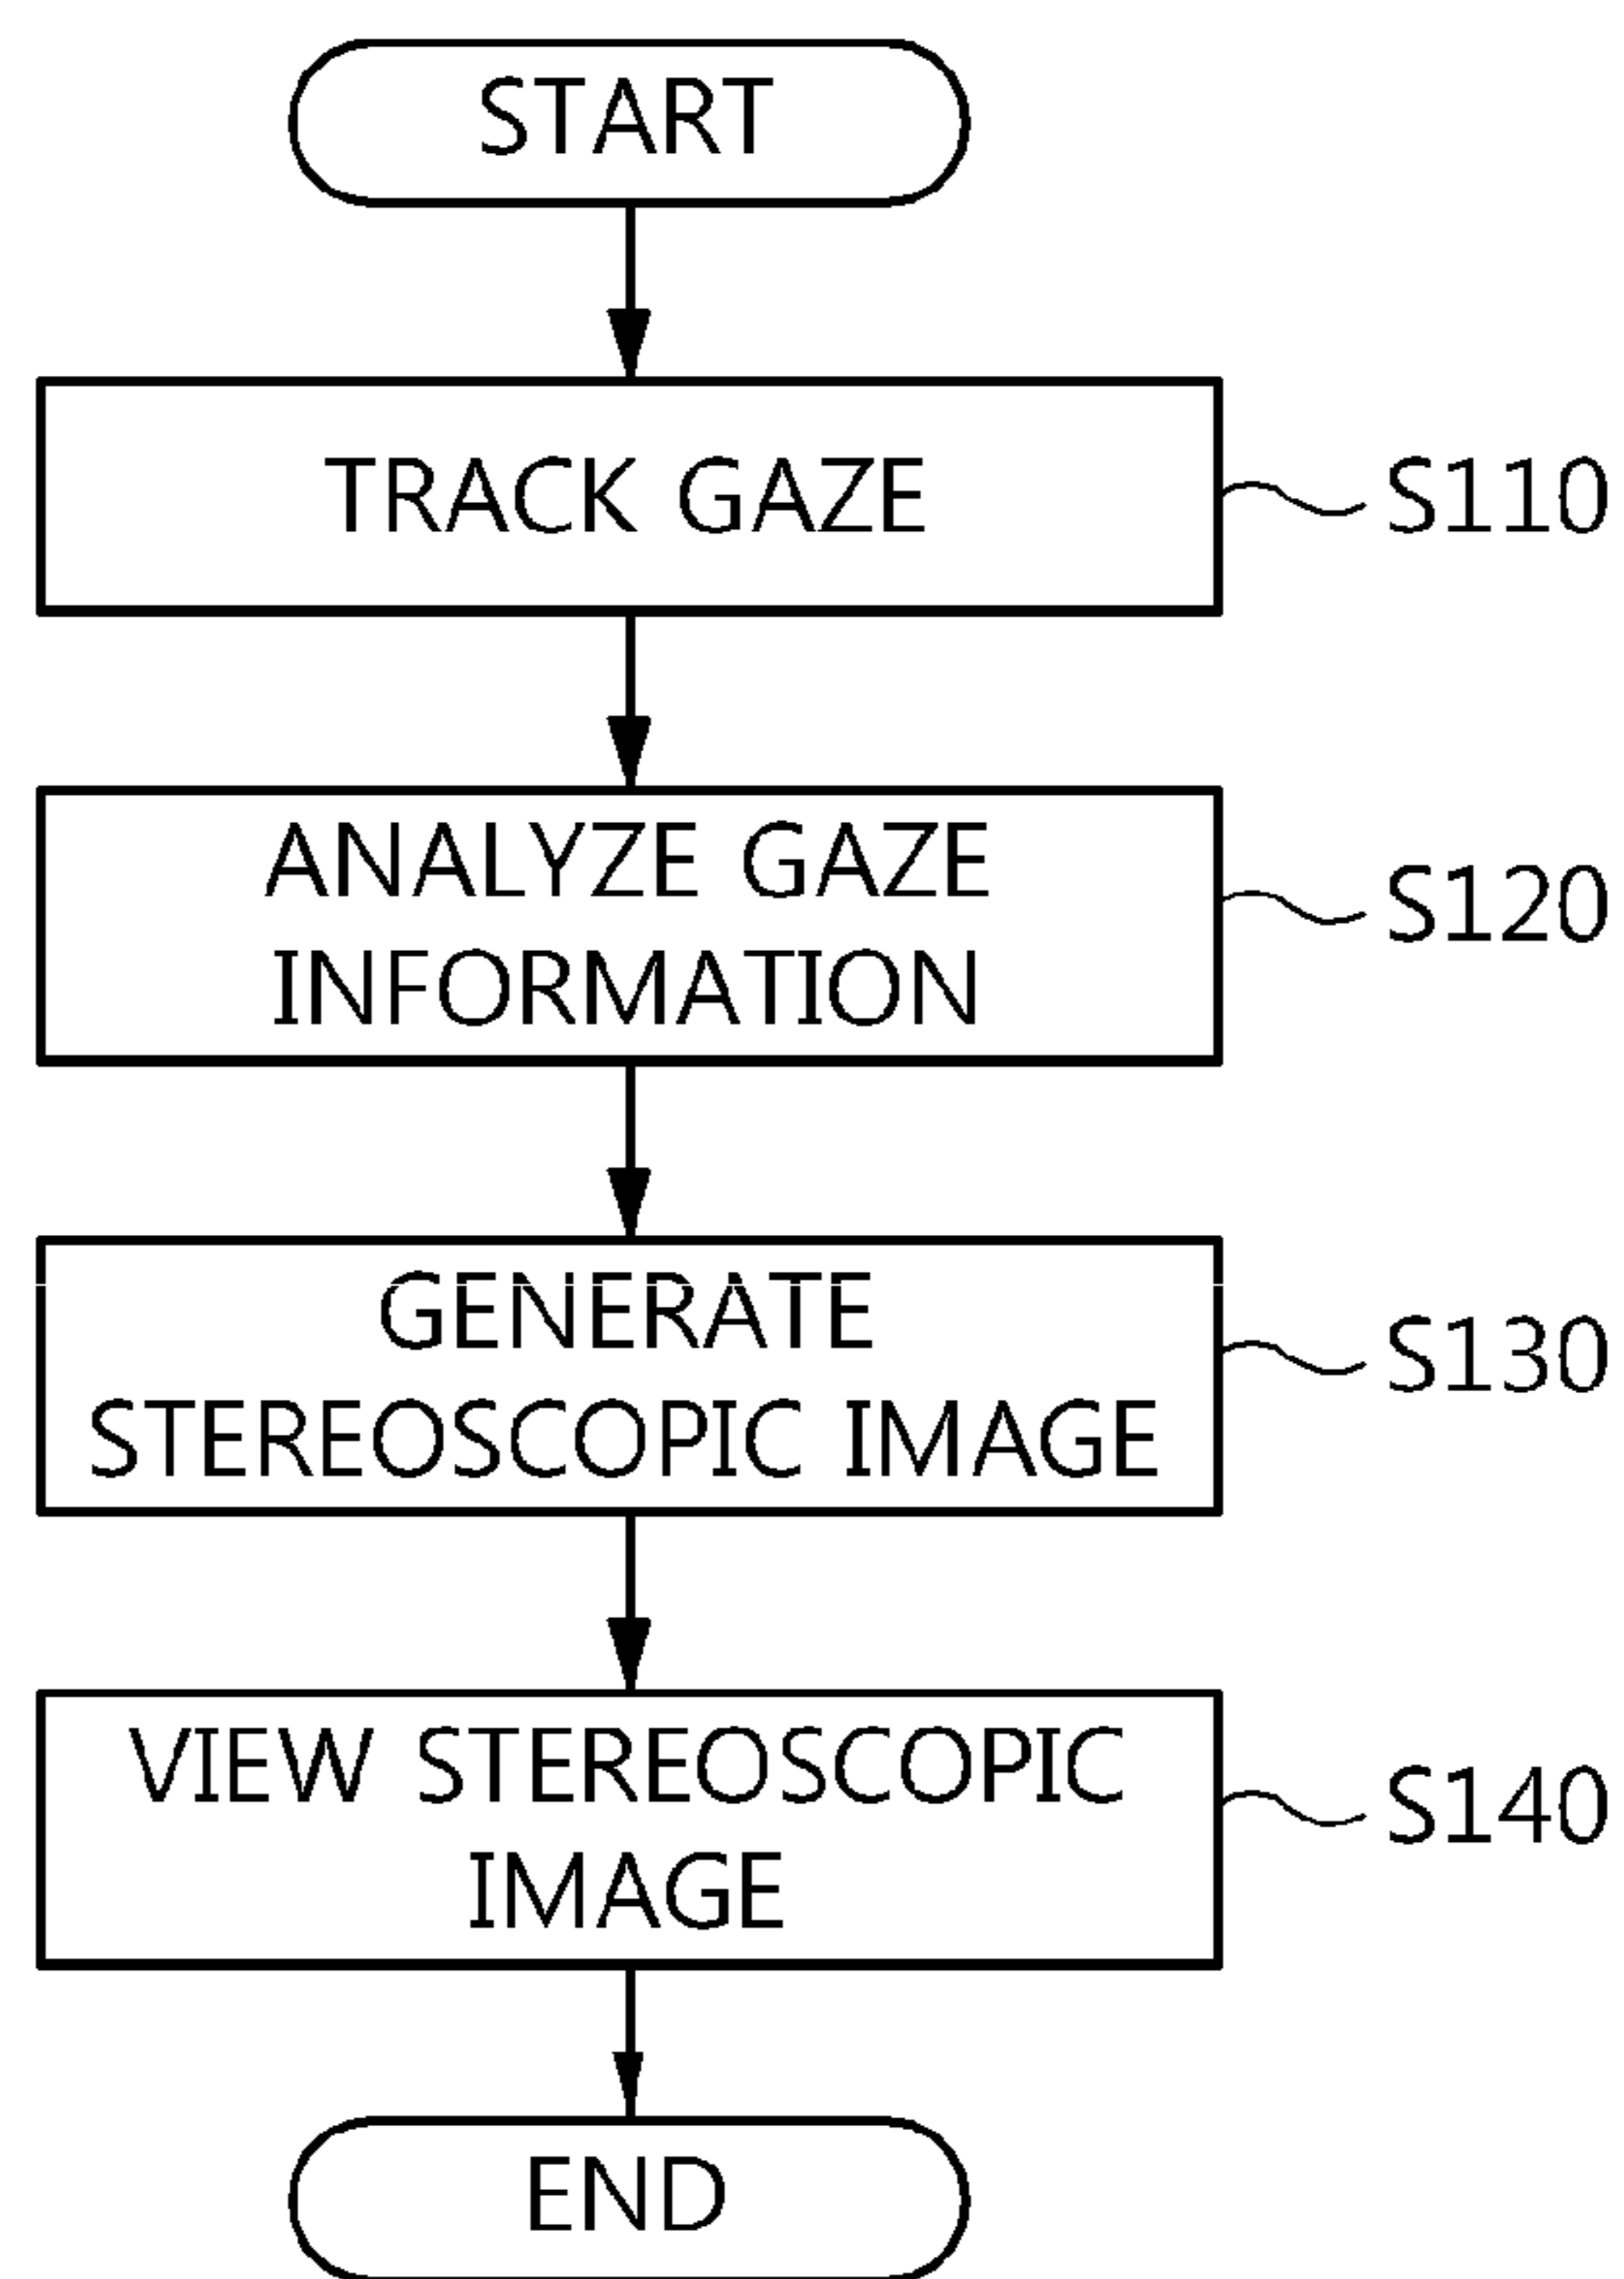 START
TRACK GAZE
S110
ANALYZE GAZE
INFORMATION
S120
GENERATE
STEREOSCOPIC IMAGE
S130
VIEW STEREOSCOPIC
IMAGE
S140
END